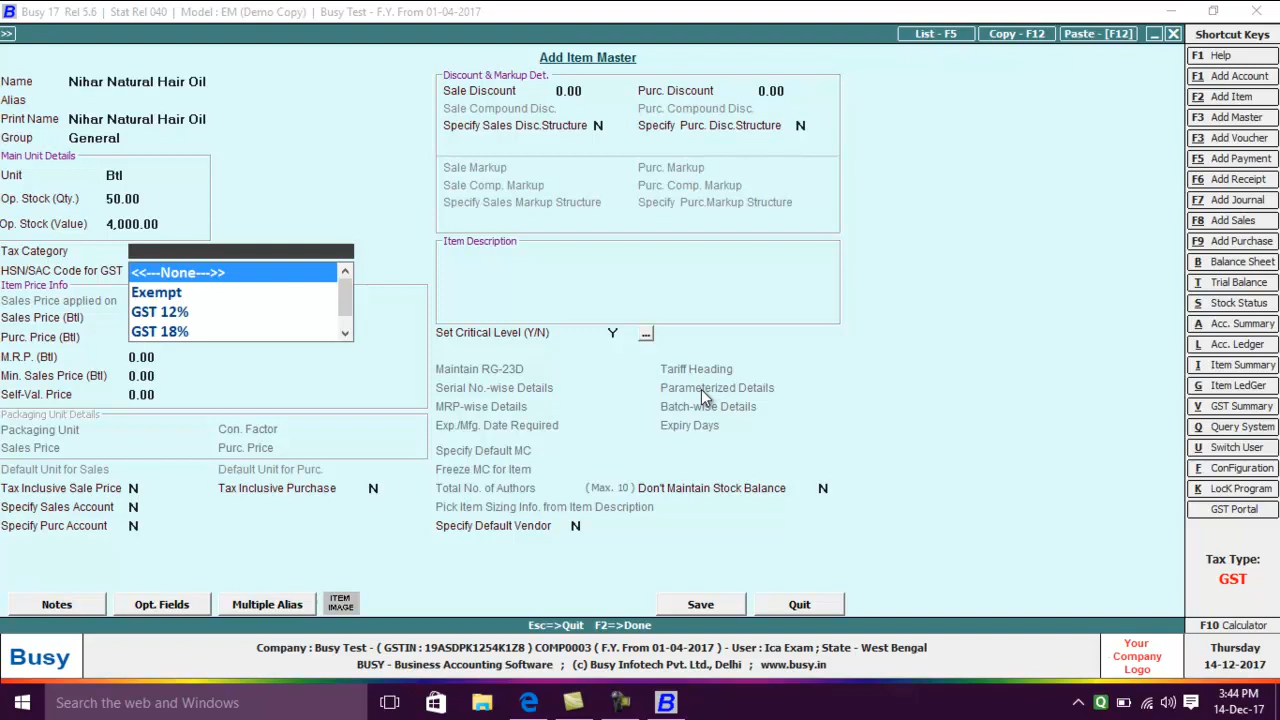 Busy 17 Rel 5.6 | Stat Rel 040 | Model : EM (Demo Copy) | Busy Test - F.Y. From 01-04-2017
>> List - F5 Copy - F12 Paste - [F12]
Shortcut Keys
Add Item Master
Name Nihar Natural Hair Oil
Alias
Print Name Nihar Natural Hair Oil
Group General
Main Unit Details
Unit Btl
Op. Stock (Qty.) 50.00
Op. Stock (Value) 4,000.00
Tax Category
<<---None--->>
HSN/SAC Code for GST
Exempt
GST 12%
GST 18%
Item Price Info
Sales Price applied on
Sales Price (Btl)
Purc. Price (Btl)
M.R.P. (Btl) 0.00
Min. Sales Price (Btl) 0.00
Self-Val. Price 0.00
Packaging Unit Details
Packaging Unit Con. Factor
Sales Price Purc. Price
Default Unit for Sales Default Unit for Purc.
Tax Inclusive Sale Price N Tax Inclusive Purchase N
Specify Sales Account N
Specify Purc Account N
Discount & Markup Det.
Sale Discount 0.00 Purc. Discount 0.00
Sale Compound Disc. Purc. Compound Disc.
Specify Sales Disc.Structure N Specify Purc. Disc.Structure N
Sale Markup Purc. Markup
Sale Comp. Markup Purc. Comp. Markup
Specify Sales Markup Structure Specify Purc.Markup Structure
Item Description
Set Critical Level (Y/N) Y ...
Maintain RG-23D Tariff Heading
Serial No.-wise Details Parameterized Details
MRP-wise Details Batch-wise Details
Exp./Mfg. Date Required Expiry Days
Specify Default MC
Freeze MC for Item
Total No. of Authors (Max. 10) Don't Maintain Stock Balance N
Pick Item Sizing Info. from Item Description
Specify Default Vendor N
Notes Opt. Fields Multiple Alias ITEM IMAGE Save Quit
Esc=>Quit F2=>Done
F1 Help
F1 Add Account
F2 Add Item
F3 Add Master
F3 Add Voucher
F5 Add Payment
F6 Add Receipt
F7 Add Journal
F8 Add Sales
F9 Add Purchase
B Balance Sheet
T Trial Balance
S Stock Status
A Acc. Summary
L Acc. Ledger
I Item Summary
G Item LedGer
V GST Summary
Q Query System
U Switch User
F Configuration
K LocK Program
GST Portal
Tax Type:
GST
F10 Calculator
Busy
Company : Busy Test - ( GSTIN : 19ASDPK1254K1Z8 ) COMP0003 ( F.Y. From 01-04-2017 ) - User : Ica Exam ; State - West Bengal
BUSY - Business Accounting Software ; (c) Busy Infotech Pvt. Ltd., Delhi ; www.busy.in
Your
Company
Logo
Thursday
14-12-2017
Search the web and Windows
3:44 PM
14-Dec-17